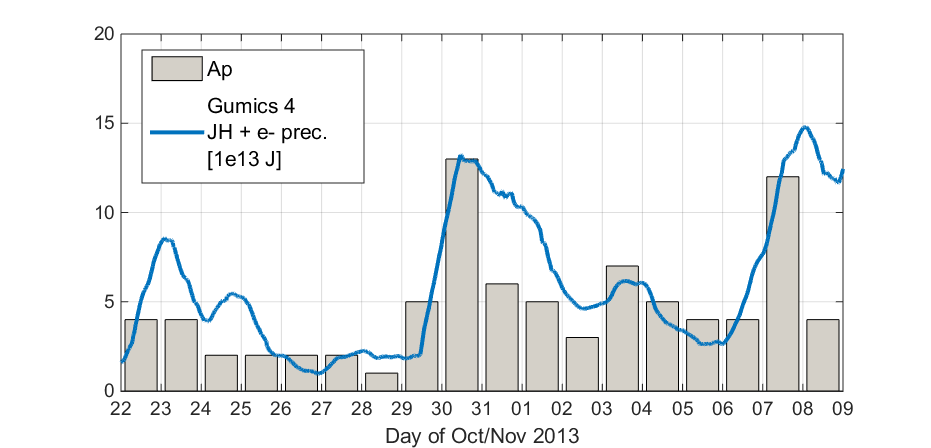 20
15
10
5
0
Ap
Gumics 4
JH + e- prec.
[1e13 J]
22 23 24 25 26 27 28 29 30 31 01 02 03 04 05 06 07 08 09
Day of Oct/Nov 2013